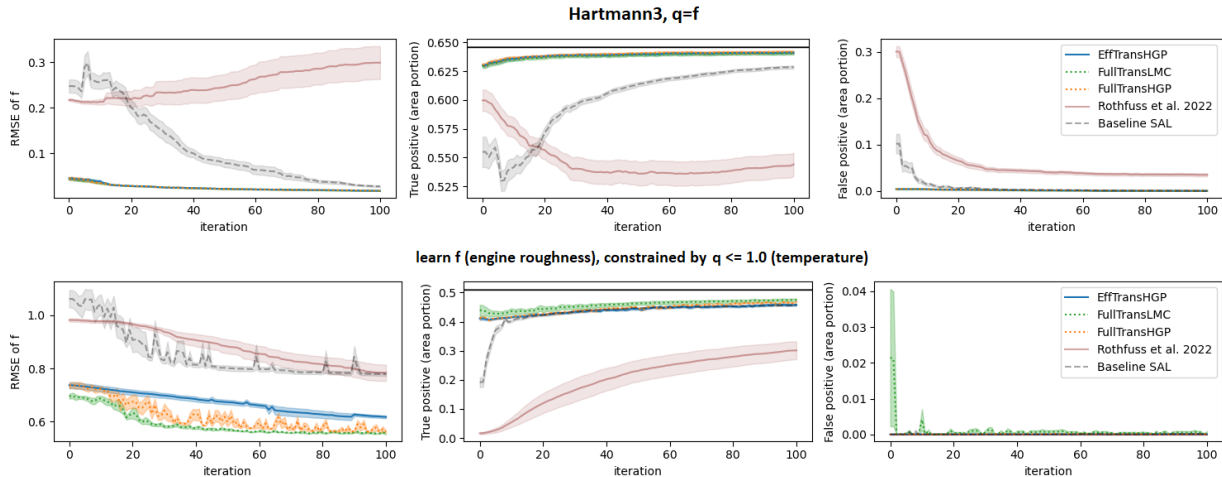 Hartmann3, q=f
RMSE of f
0.3
0.2
0.1
0 20 40 60 80 100
iteration
True positive (area portion)
0.650
0.625
0.600
0.575
0.550
0.525
0 20 40 60 80 100
iteration
False positive (area portion)
0.3
0.2
0.1
0.0
0 20 40 60 80 100
iteration
EffTransHGP
FullTransLMC
FullTransHGP
Rothfuss et al. 2022
Baseline SAL
learn f (engine roughness), constrained by q <= 1.0 (temperature)
RMSE of f
1.0
0.8
0.6
0 20 40 60 80 100
iteration
True positive (area portion)
0.5
0.4
0.3
0.2
0.1
0.0
0 20 40 60 80 100
iteration
False positive (area portion)
0.04
0.03
0.02
0.01
0.00
0 20 40 60 80 100
iteration
EffTransHGP
FullTransLMC
FullTransHGP
Rothfuss et al. 2022
Baseline SAL